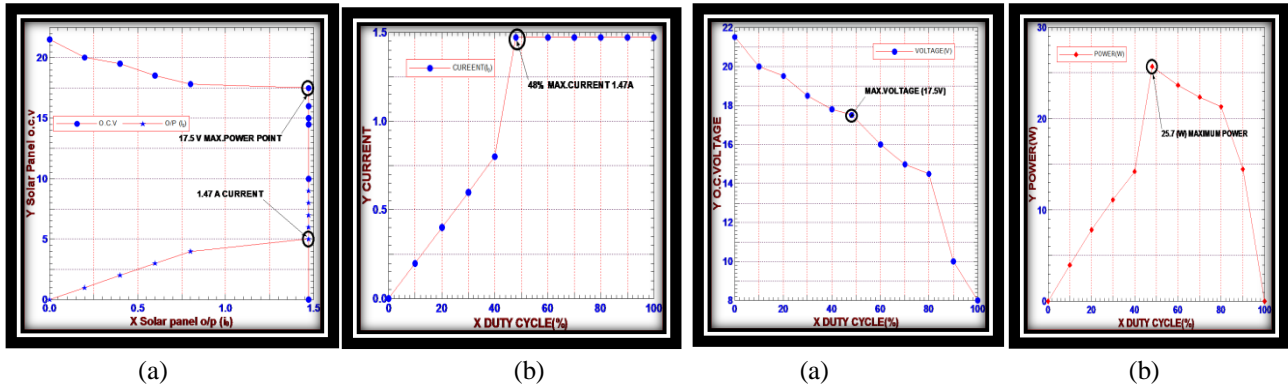 20
15
10
5
0
0.0
0.5
1.0
1.5
Y Solar Panel o.c.v
X Solar panel o/p (i₀)
O.C.V
O/P (i₀)
17.5 V MAX.POWER POINT
1.47 A CURRENT
(a)
1.5
1.0
0.5
0.0
0
20
40
60
80
100
Y CURRENT
X DUTY CYCLE(%)
CUREENT(I₀)
48% MAX.CURRENT 1.47A
(b)
22
20
18
16
14
12
10
8
0
20
40
60
80
100
Y O.C.VOLTAGE
X DUTY CYCLE(%)
VOLTAGE(V)
MAX.VOLTAGE (17.5V)
(a)
30
20
10
0
0
20
40
60
80
100
Y POWER(W)
X DUTY CYCLE(%)
POWER(W)
25.7 (W) MAXIMUM POWER
(b)